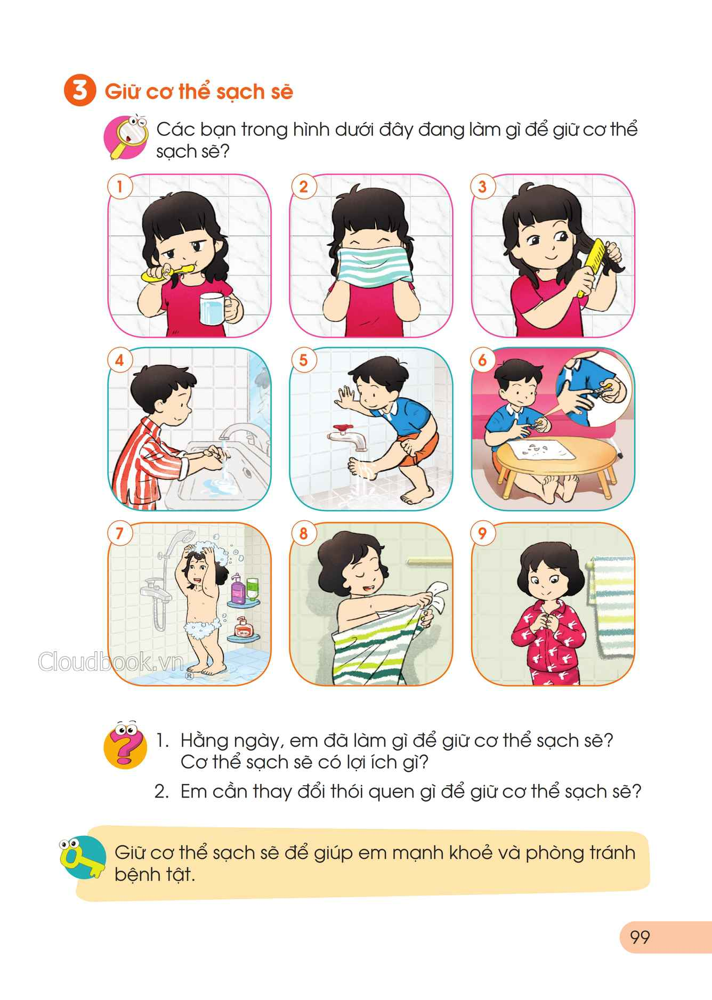 3 Giữ cơ thể sạch sẽ
Các bạn trong hình dưới đây đang làm gì để giữ cơ thể
sạch sẽ?
1
2
3
4
5
6
7
8
9
Cloudbook.vn
®
1. Hằng ngày, em đã làm gì để giữ cơ thể sạch sẽ?
Cơ thể sạch sẽ có lợi ích gì?
2. Em cần thay đổi thói quen gì để giữ cơ thể sạch sẽ?
Giữ cơ thể sạch sẽ để giúp em mạnh khoẻ và phòng tránh
bệnh tật.
99